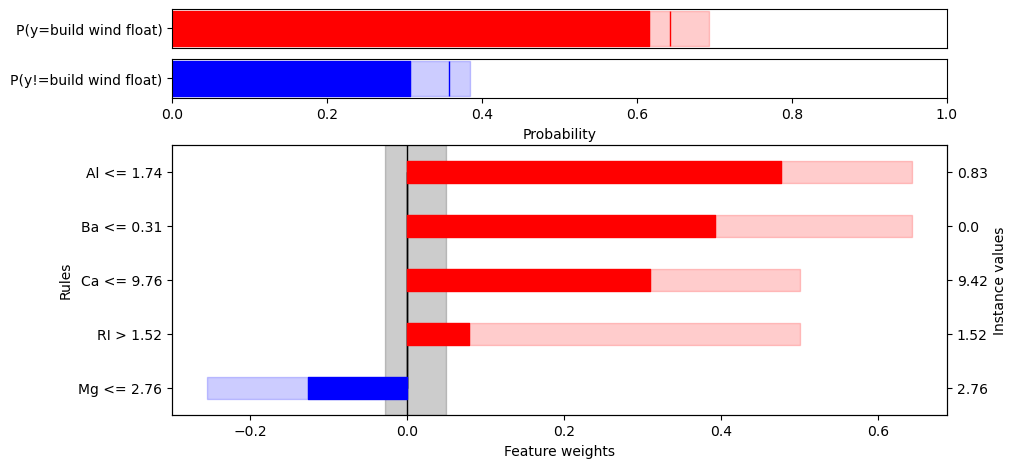 P(y=build wind float)
P(y!=build wind float)
0.0 0.2 0.4 0.6 0.8 1.0
Probability
Al <= 1.74 0.83
Ba <= 0.31 0.0
Ca <= 9.76 9.42
RI > 1.52 1.52
Mg <= 2.76 2.76
Rules
Instance values
−0.2 0.0 0.2 0.4 0.6
Feature weights